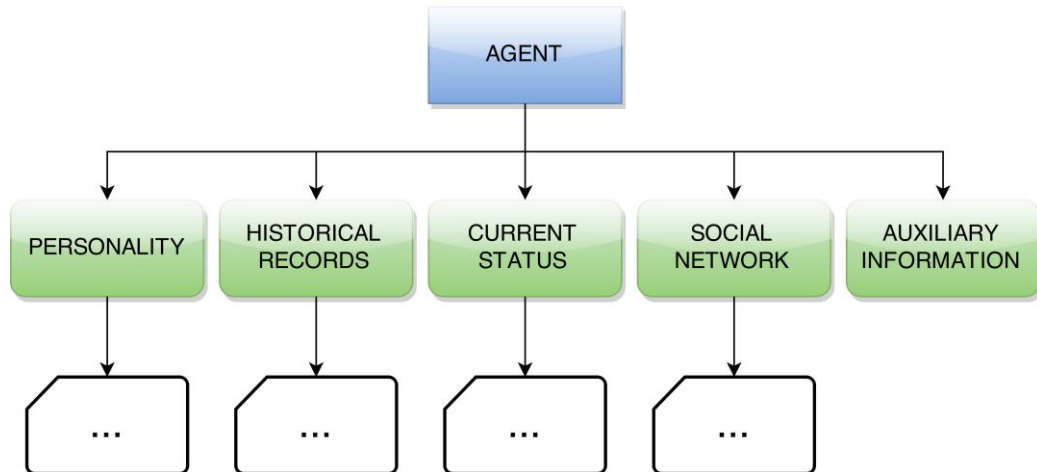 AGENT
PERSONALITY
HISTORICAL
RECORDS
CURRENT
STATUS
SOCIAL
NETWORK
AUXILIARY
INFORMATION
...
...
...
...